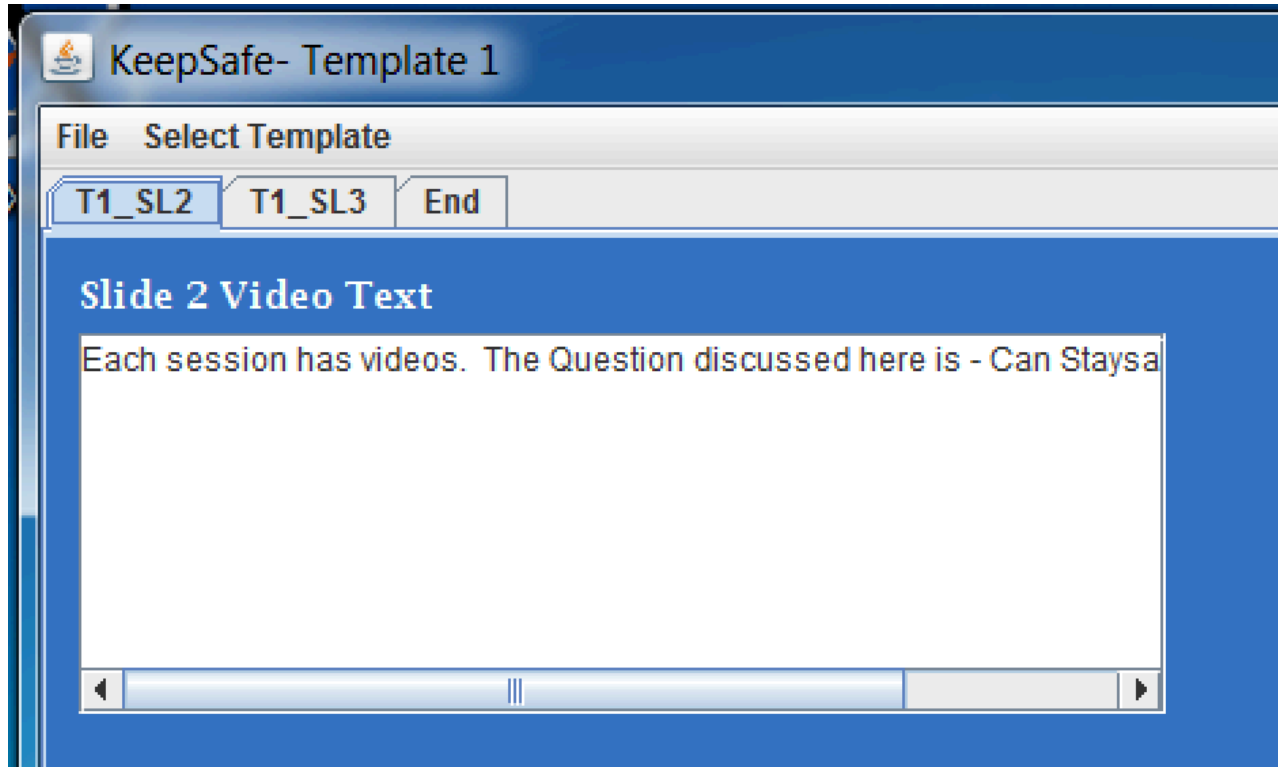 KeepSafe- Template 1
File Select Template
T1_SL2 T1_SL3 End
Slide 2 Video Text
Each session has videos.  The Question discussed here is - Can Staysa